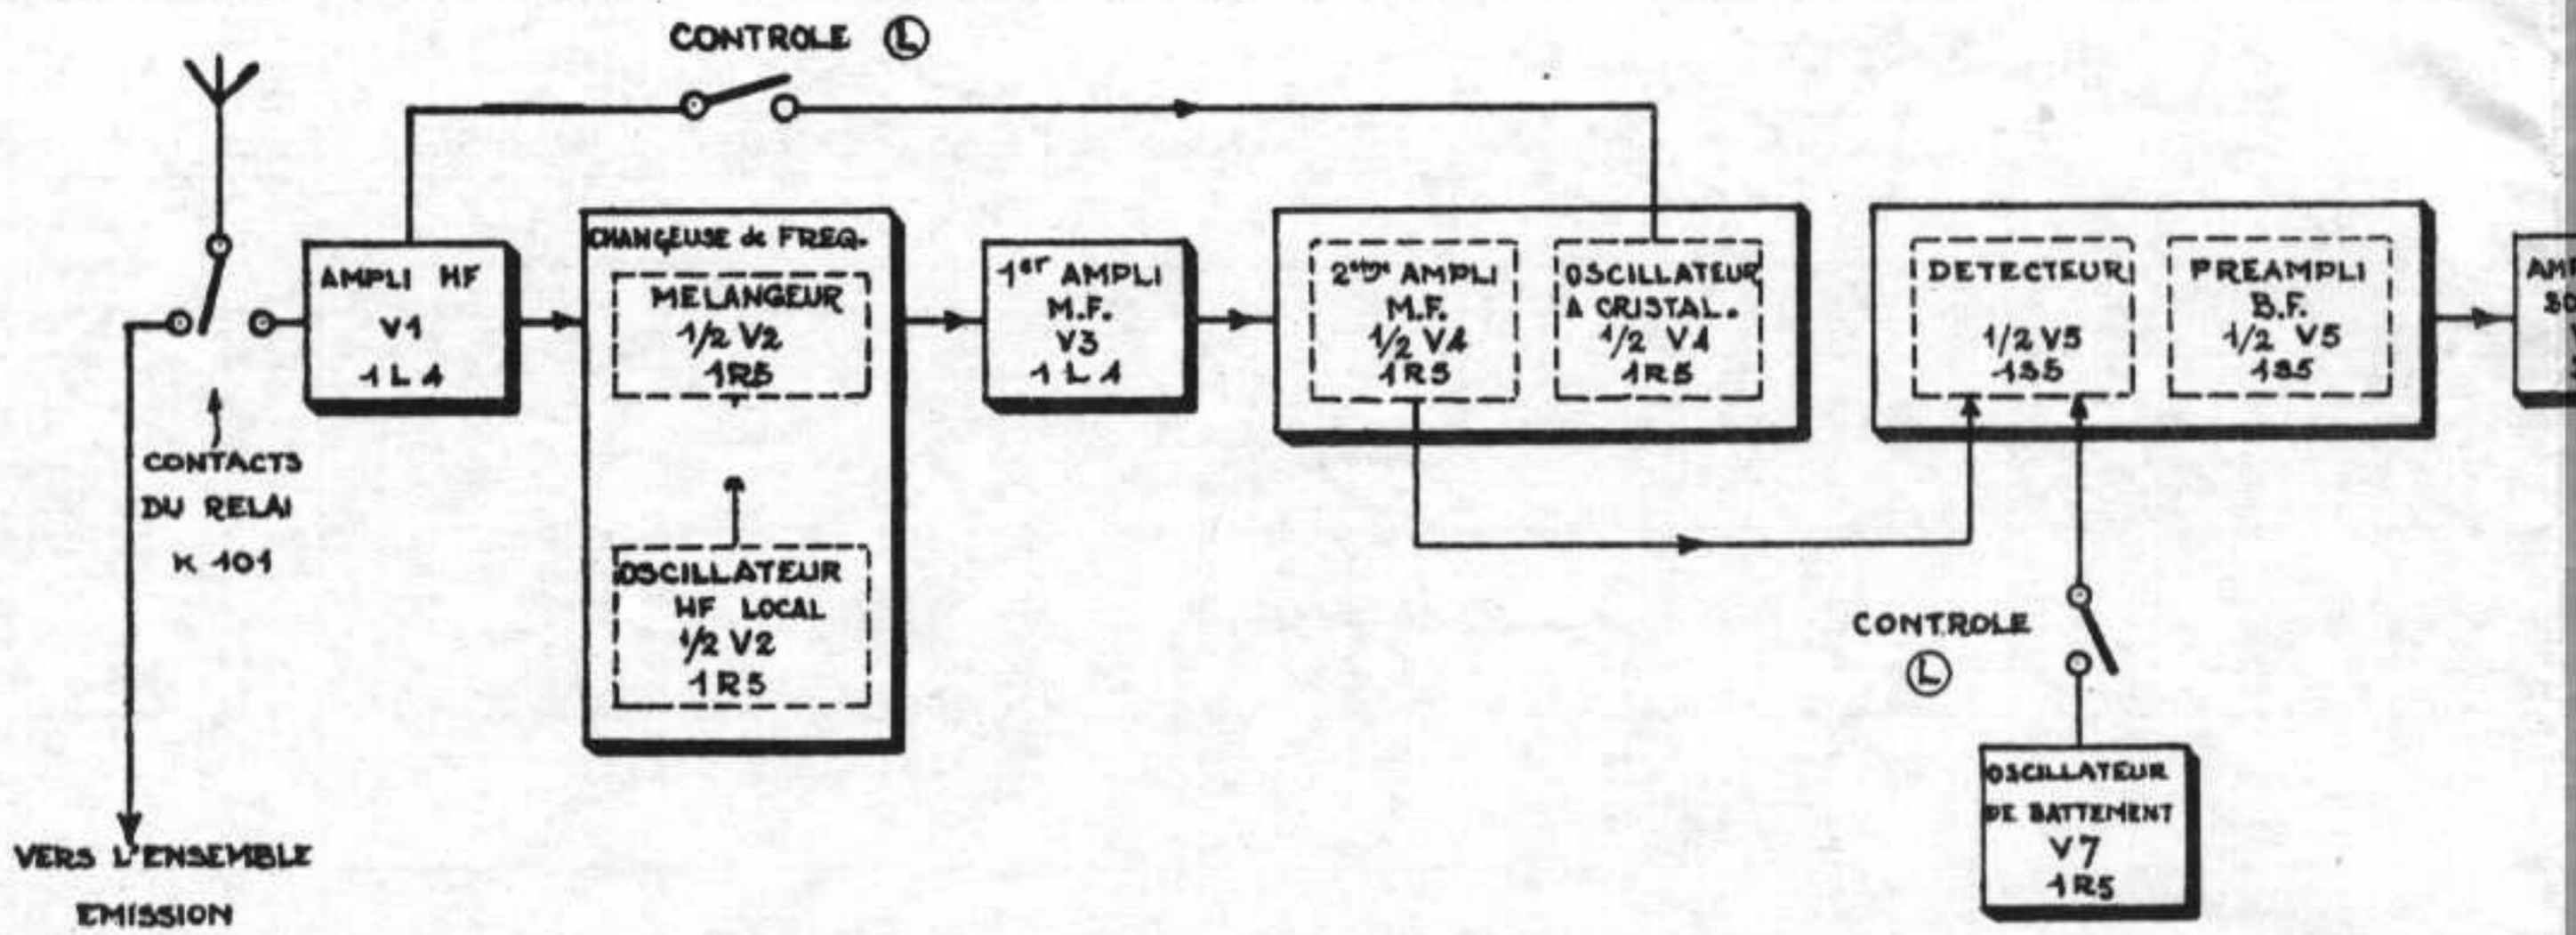 CONTROLE Ⓛ
AMPLI HF
V1
1L4
CHANGEUSE de FREQ.
MELANGEUR
1/2 V2
1R5
OSCILLATEUR
HF LOCAL
1/2 V2
1R5
1er AMPLI
M.F.
V3
1L4
AMPLI
M.F.
1/2 V4
1R5
OSCILLATEUR
A CRISTAL.
1/2 V4
1R5
DETECTEUR
1/2 V5
1S5
PREAMPLI
B.F.
1/2 V5
1S5
CONTACTS
DU RELAI
K 101
VERS L'ENSEMBLE
EMISSION
CONTROLE
Ⓛ
OSCILLATEUR
DE BATTEMENT
V7
1R5